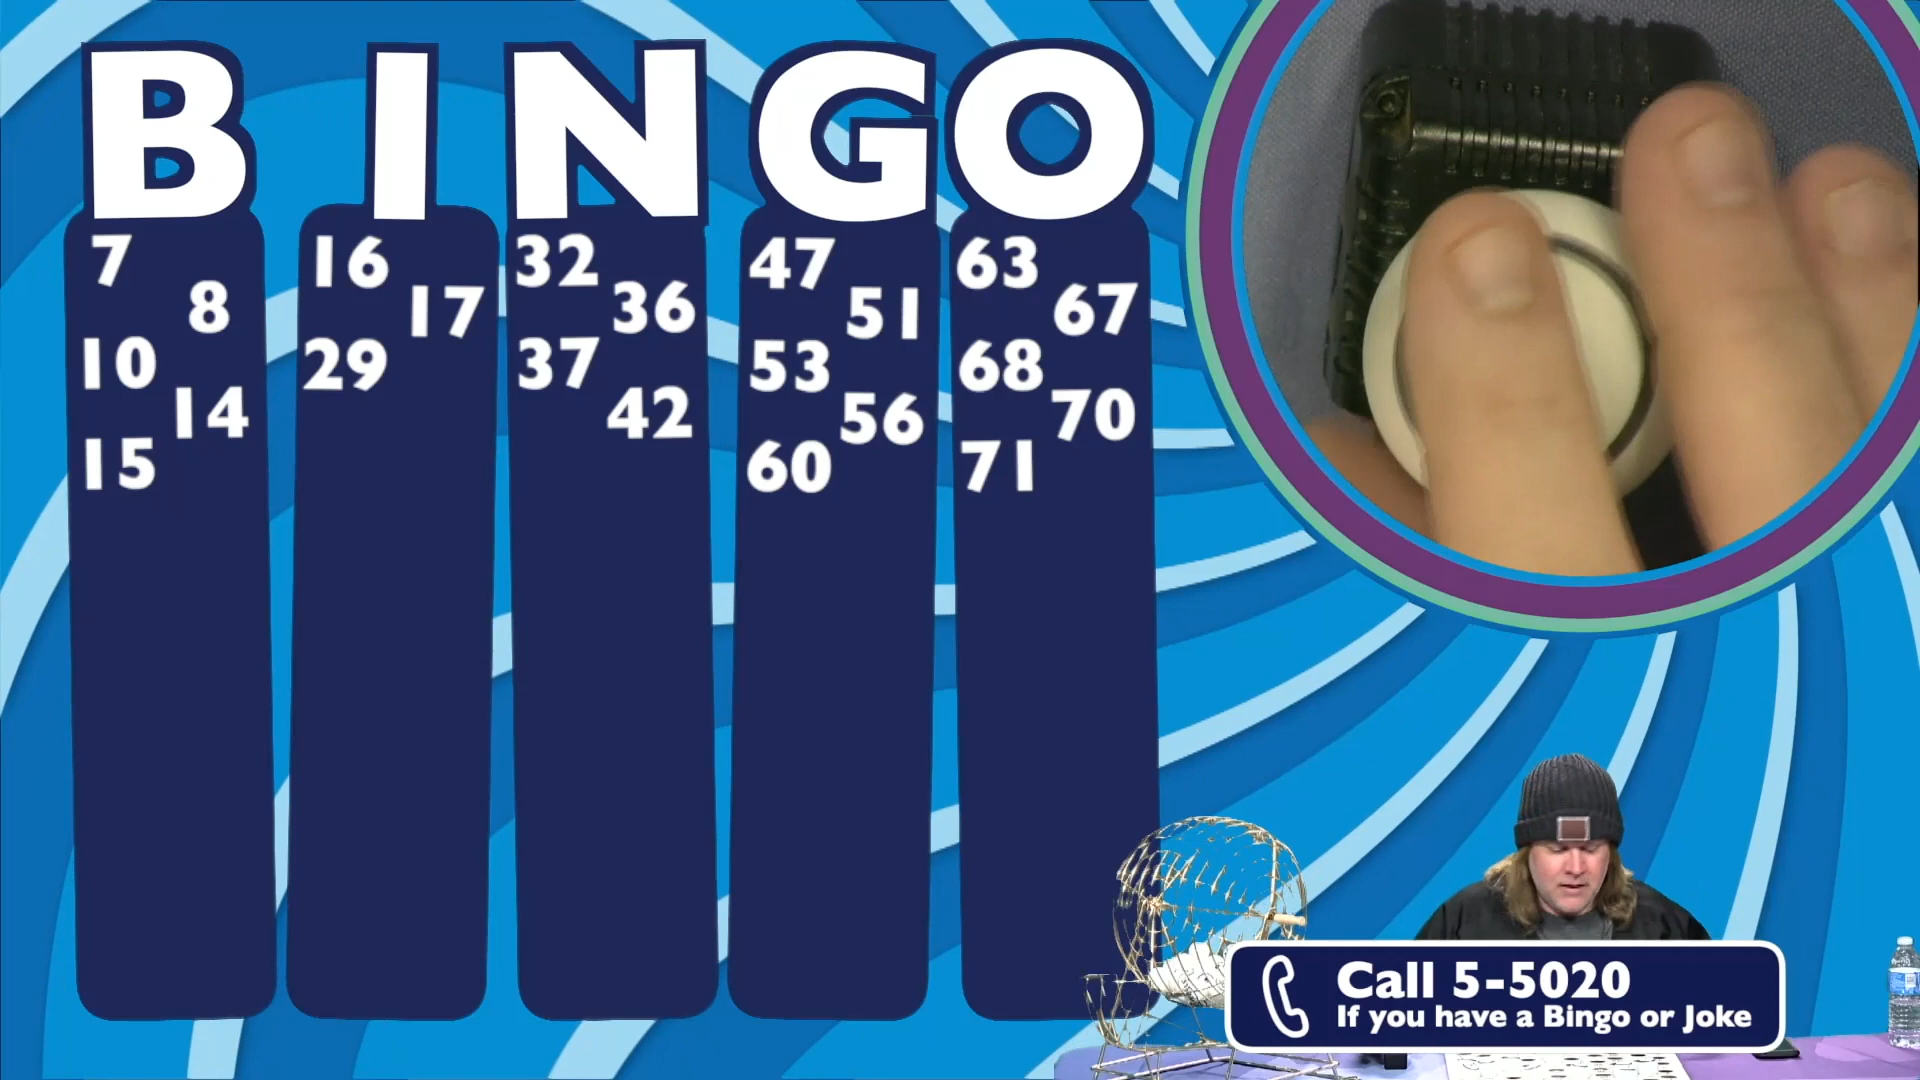 BINGO
7 16 32 47 63
8 17 36 51 67
10 29 37 53 68
14 42 56 70
15 60 71
Call 5-5020
If you have a Bingo or Joke